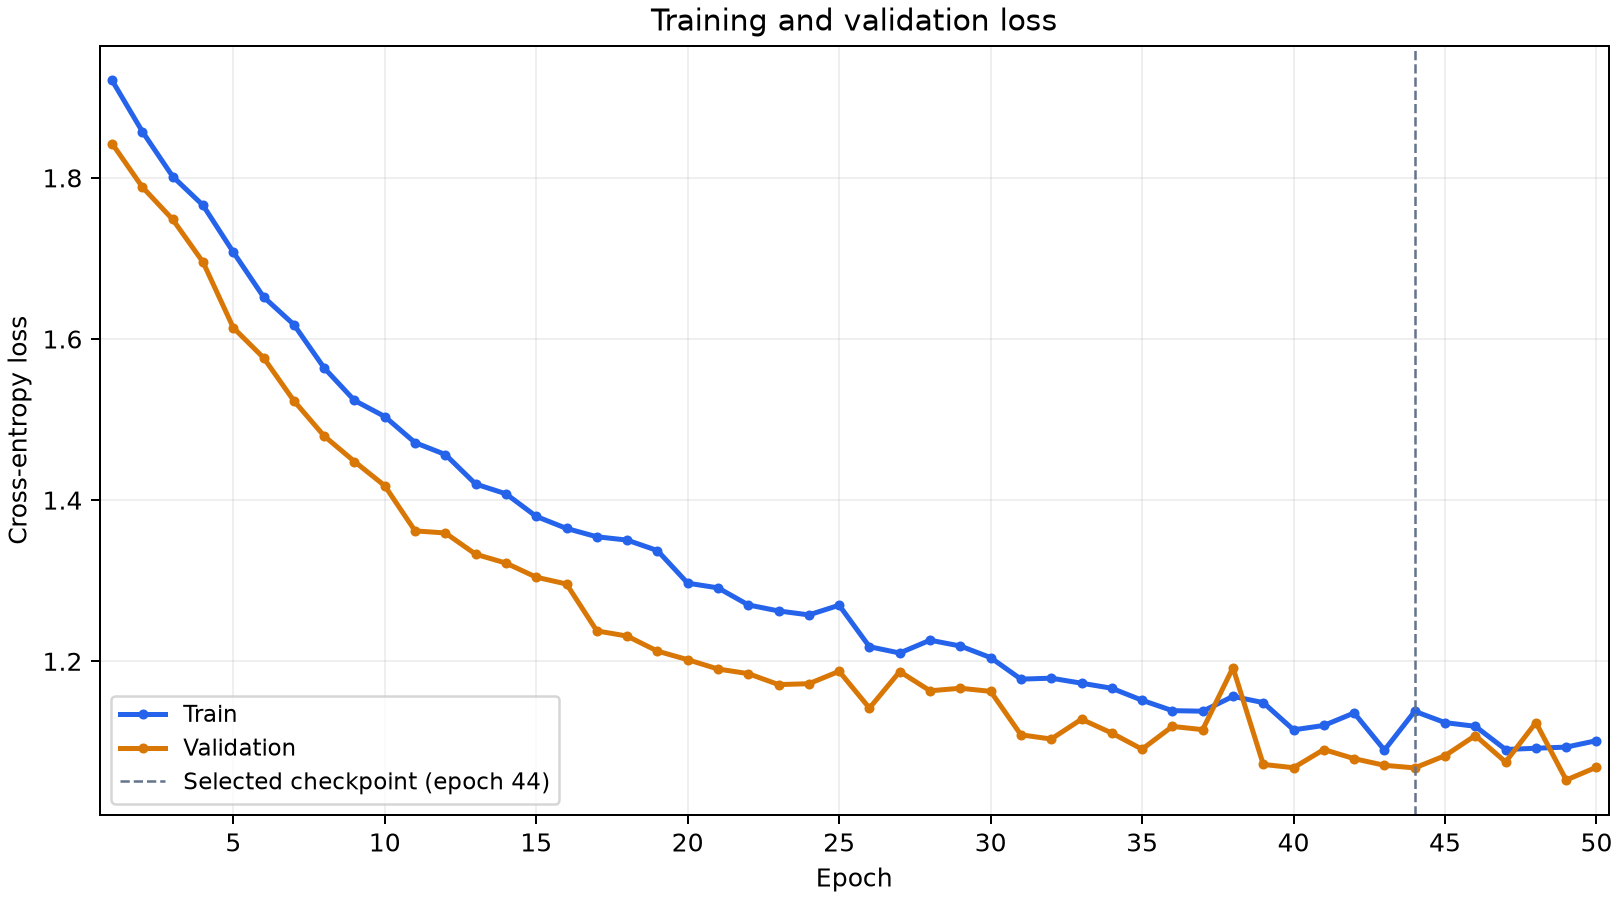 Training and validation loss
Cross-entropy loss
1.8
1.6
1.4
1.2
Train
Validation
Selected checkpoint (epoch 44)
5 10 15 20 25 30 35 40 45 50
Epoch